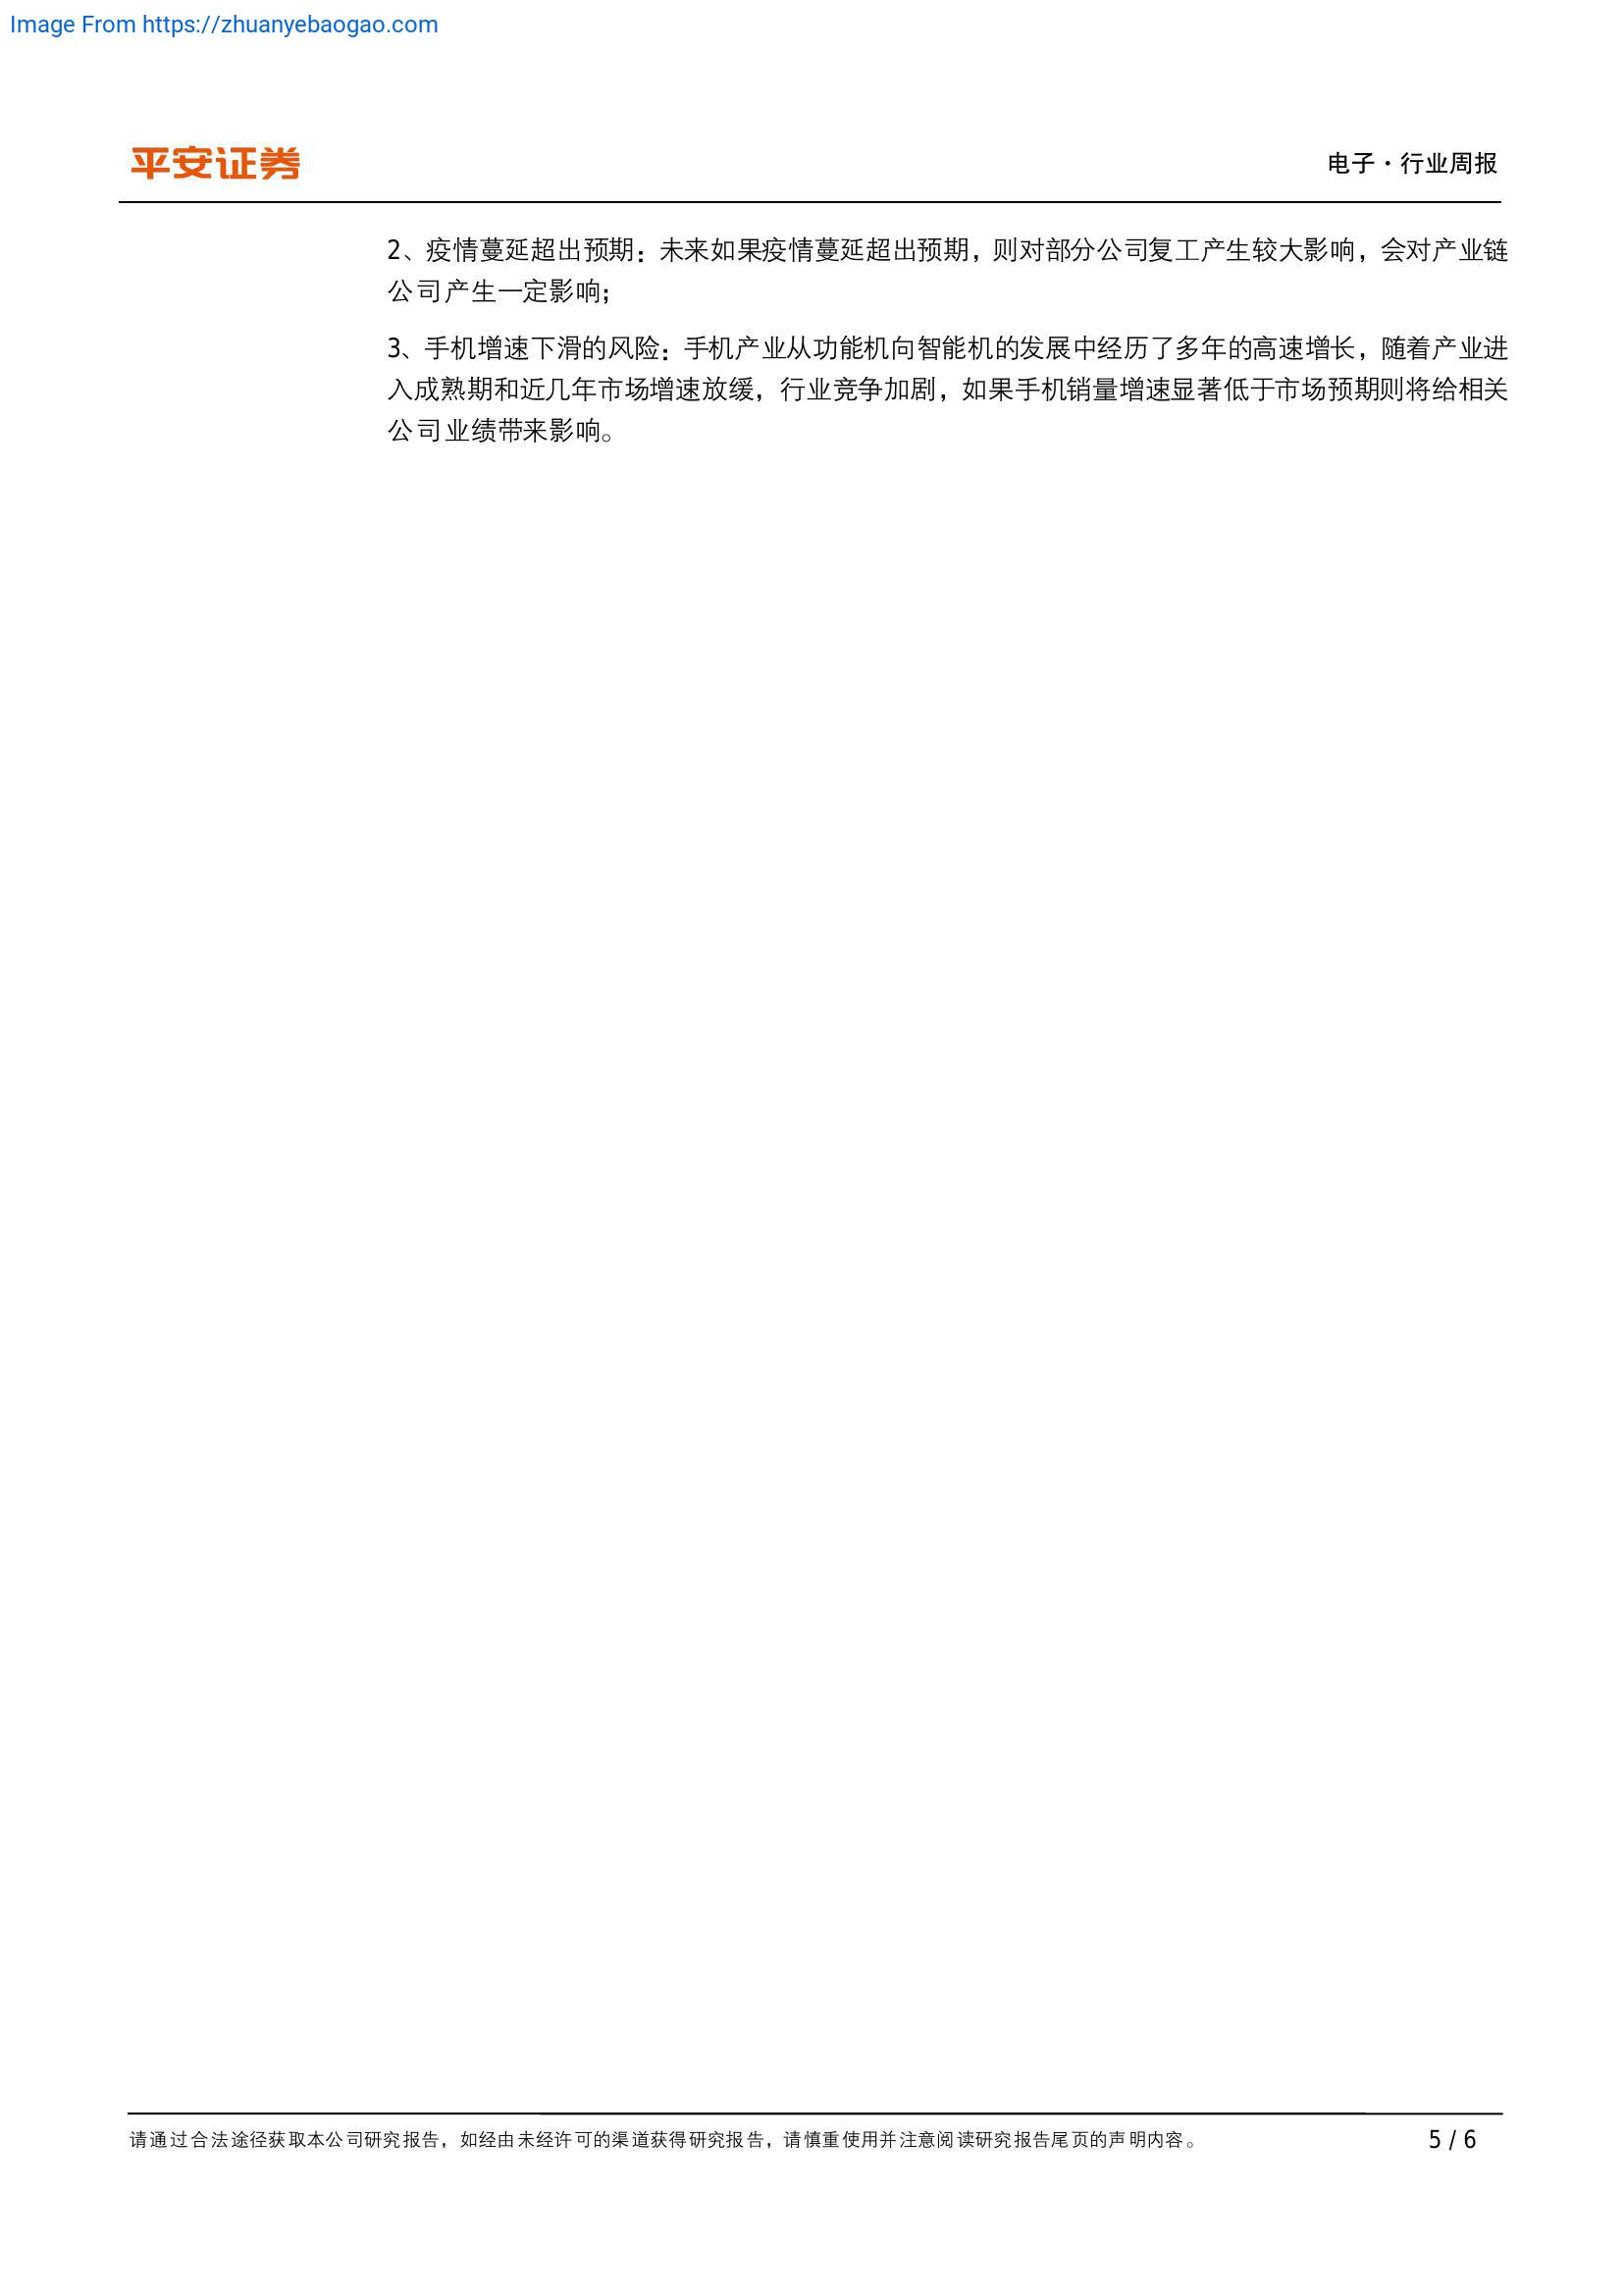 Image From https://zhuanyebaogao.com
平安证券
电子·行业周报
2、疫情蔓延超出预期：未来如果疫情蔓延超出预期，则对部分公司复工产生较大影响，会对产业链
公司产生一定影响；
3、手机增速下滑的风险：手机产业从功能机向智能机的发展中经历了多年的高速增长，随着产业进
入成熟期和近几年市场增速放缓，行业竞争加剧，如果手机销量增速显著低于市场预期则将给相关
公司业绩带来影响。
请通过合法途径获取本公司研究报告，如经由未经许可的渠道获得研究报告，请慎重使用并注意阅读研究报告尾页的声明内容。
5 / 6